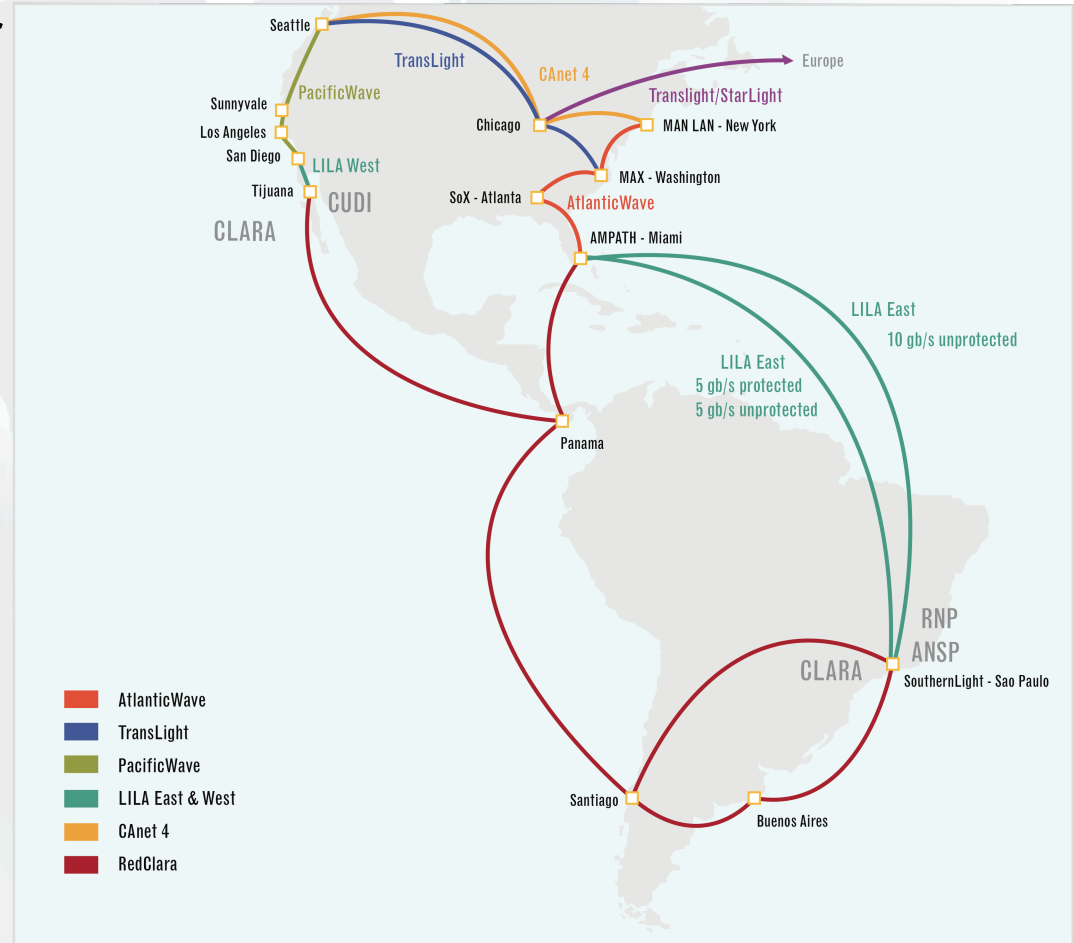 Seattle
TransLight
CAnet 4
Europe
PacificWave
Translight/StarLight
Sunnyvale
Los Angeles
Chicago
MAN LAN - New York
San Diego
LILA West
Tijuana
CUDI
CLARA
MAX - Washington
SoX - Atlanta
AtlanticWave
AMPATH - Miami
LILA East
10 gb/s unprotected
LILA East
5 gb/s protected
5 gb/s unprotected
Panama
RNP
ANSP
CLARA
SouthernLight - Sao Paulo
Santiago
Buenos Aires
AtlanticWave
TransLight
PacificWave
LILA East & West
CAnet 4
RedClara